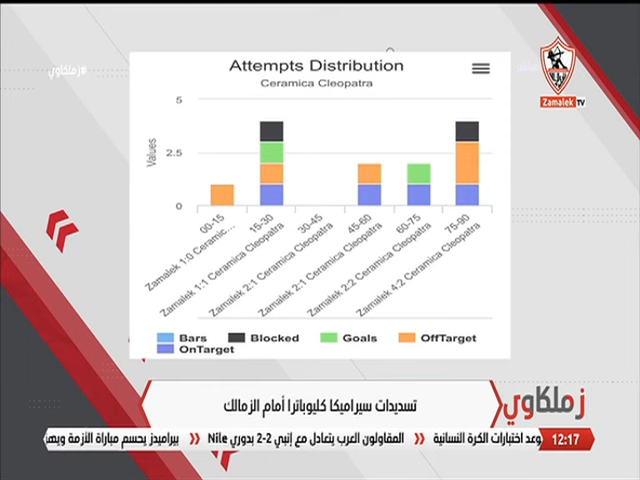 #زملكاوي
Zamalek TV
Attempts Distribution
Ceramica Cleopatra
Values
5
2.5
0
00-15
Zamalek 1:0 Ceramic...
15-30
Zamalek 1:1 Ceramica Cleopatra
30-45
Zamalek 2:1 Ceramica Cleopatra
45-60
Zamalek 2:1 Ceramica Cleopatra
60-75
Zamalek 2:2 Ceramica Cleopatra
75-90
Zamalek 4:2 Ceramica Cleopatra
Bars Blocked Goals OffTarget
OnTarget
تسديدات سيراميكا كليوباترا أمام الزمالك
زملكاوي
12:17 وعد اختبارات الكرة النسائية » المقاولون العرب يتعادل مع إنبي 2-2 بدوري Nile » بيراميدز يحسم مباراة الأزمة ويهد